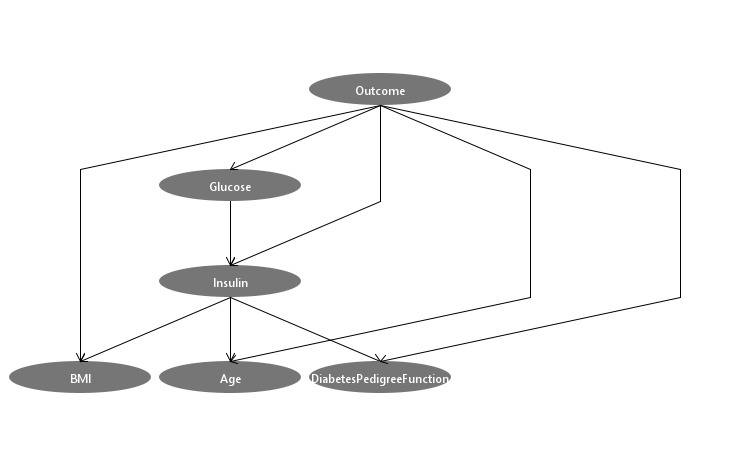 Outcome
Glucose
Insulin
BMI
Age
DiabetesPedigreeFunction